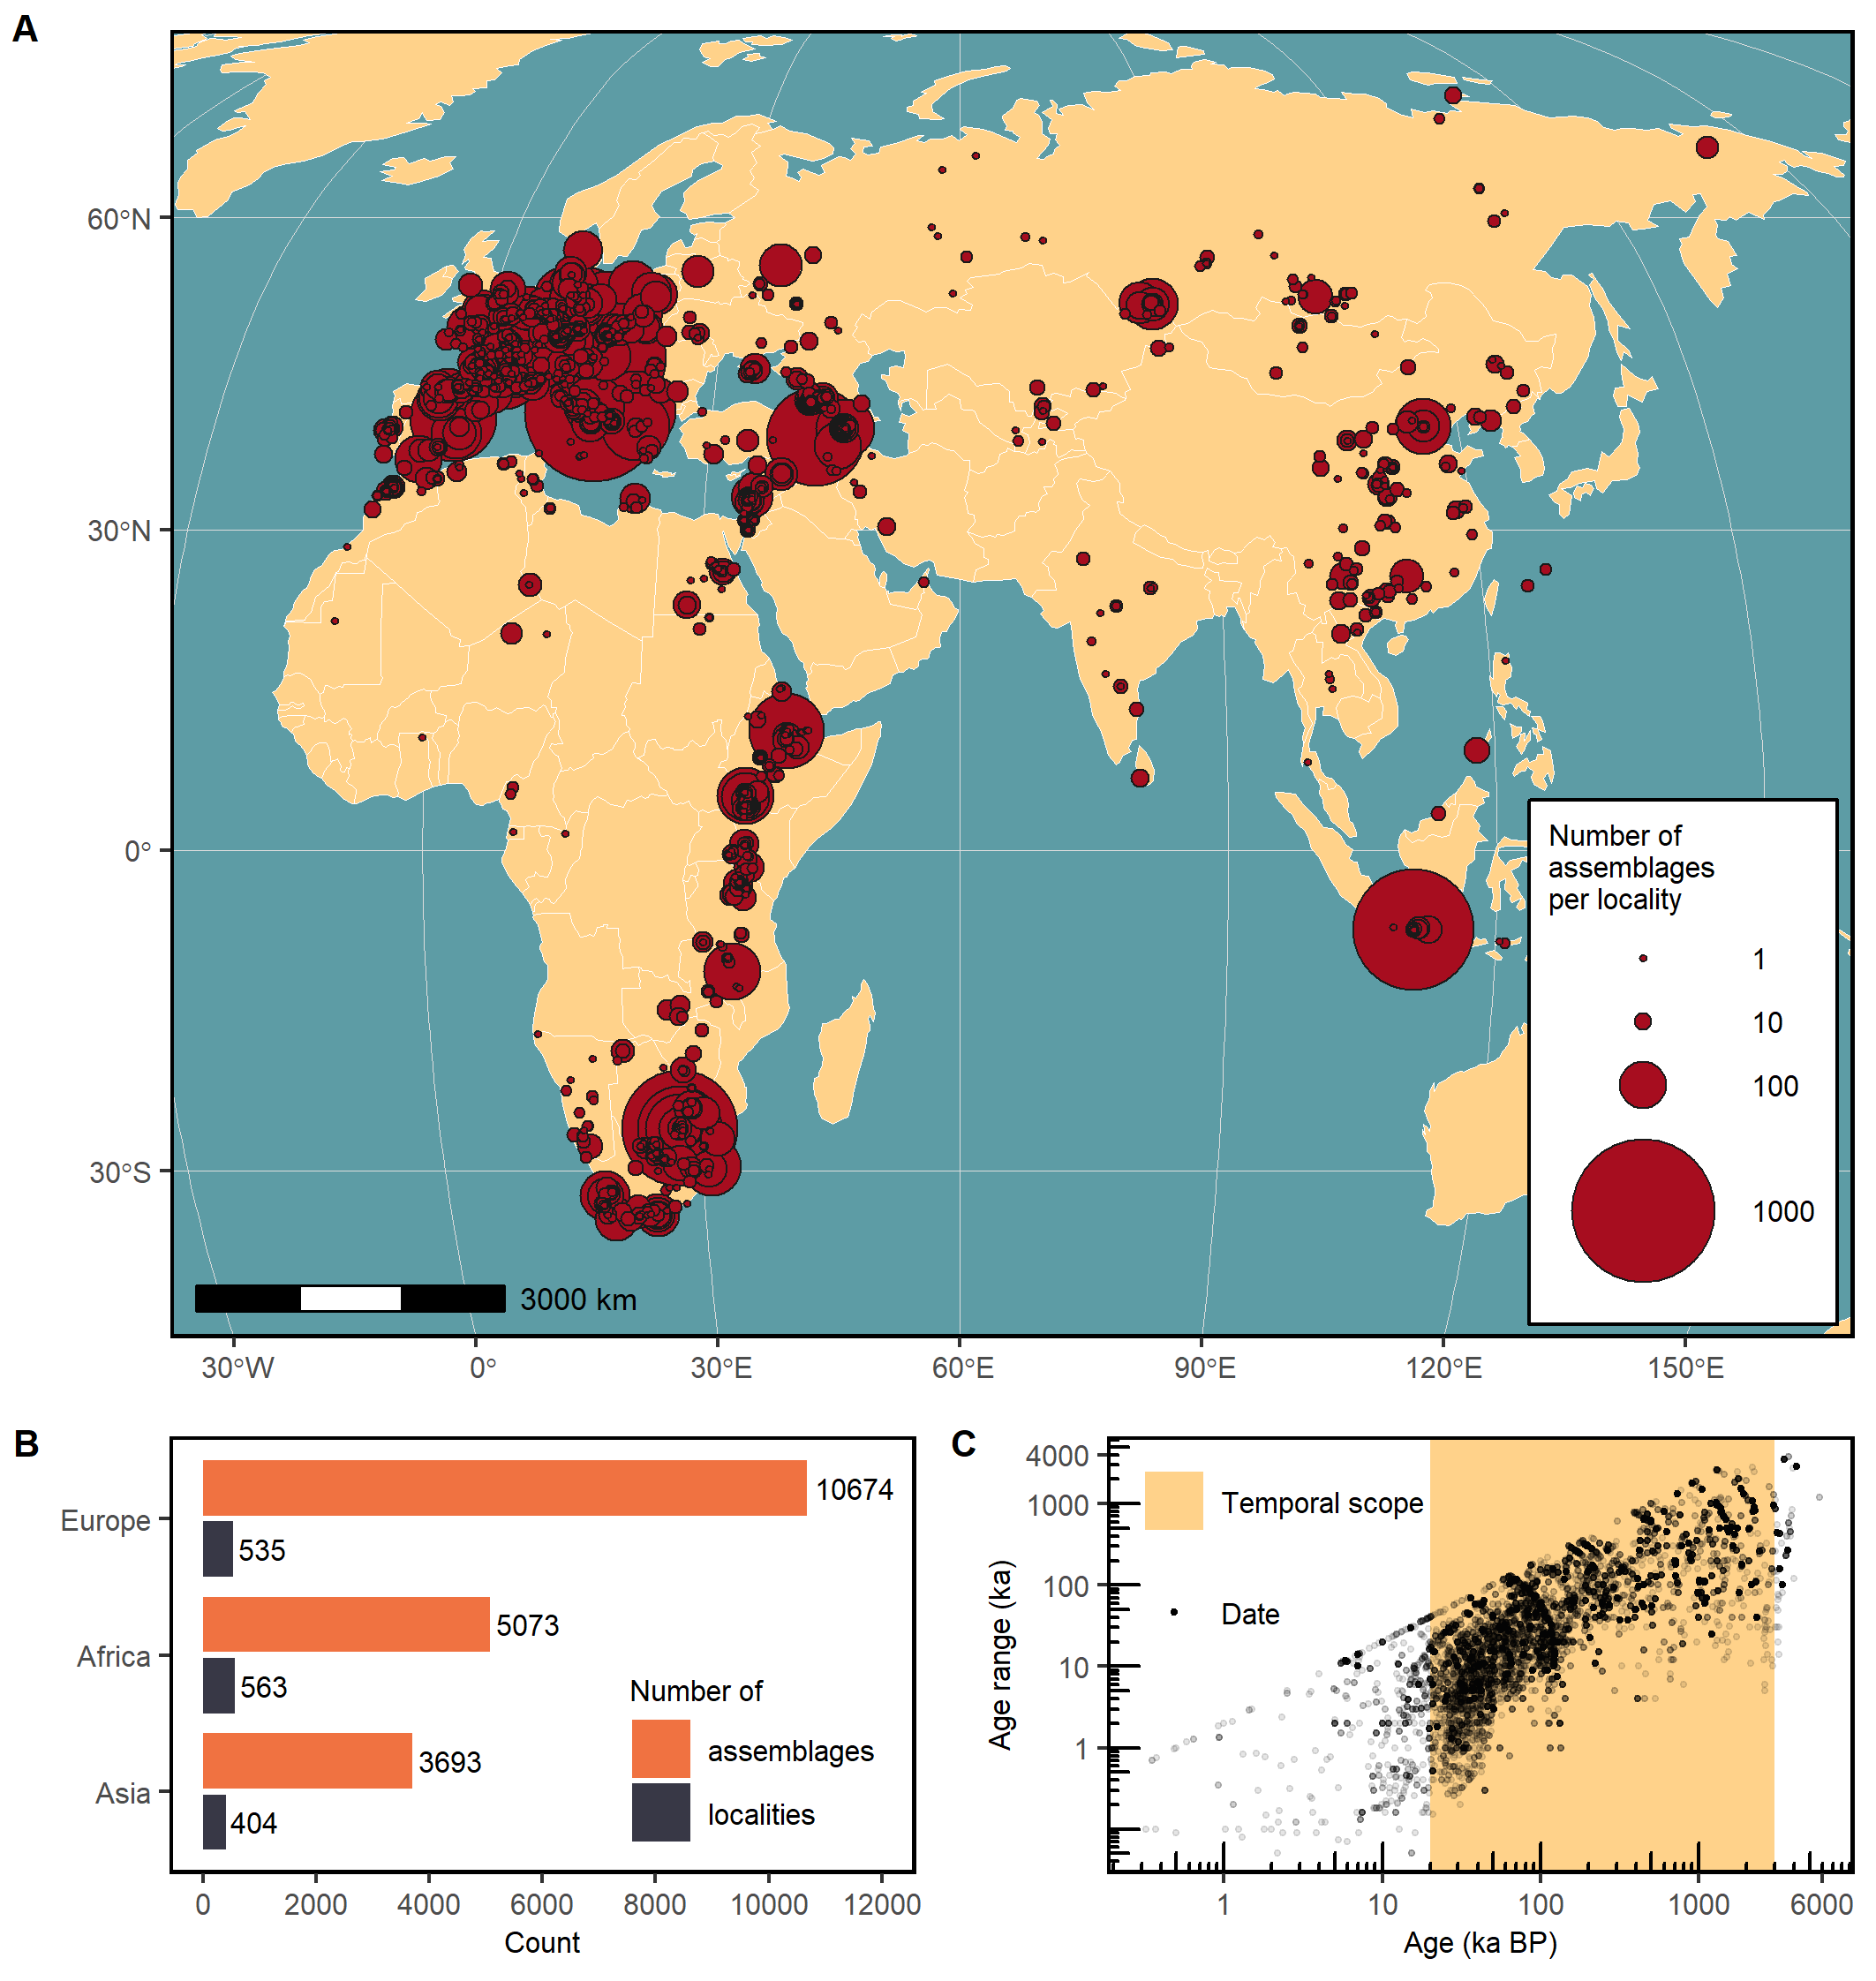 A
60°N
30°N
0°
30°S
Number of
assemblages
per locality
1
10
100
1000
3000 km
30°W
0°
30°E
60°E
90°E
120°E
150°E
B
Europe
Africa
Asia
10674
535
5073
563
3693
404
Number of
assemblages
localities
0
2000
4000
6000
8000
10000
12000
Count
C
Age range (ka)
4000
1000
100
10
1
Temporal scope
Date
1
10
100
1000
6000
Age (ka BP)